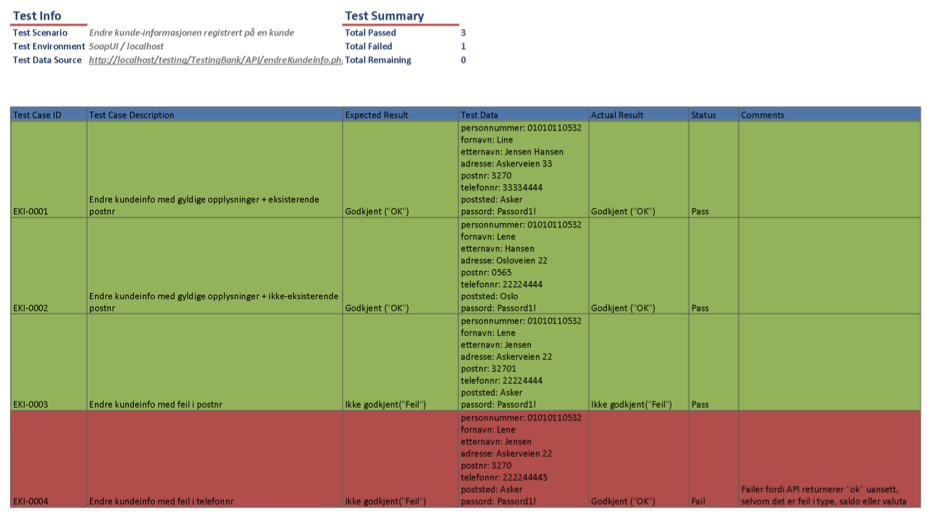 Test Info
Test Summary
Test Scenario Endre kunde-informasjonen registrert på en kunde Total Passed 3
Test Environment SoapUI / localhost Total Failed 1
Test Data Source http://localhost/testing/TestingBank/API/endreKundeInfo.ph Total Remaining 0
Test Case ID Test Case Description Expected Result Test Data Actual Result Status Comments
personnummer: 01010110532
fornavn: Line
etternavn: Jensen Hansen
adresse: Askerveien 33
postnr: 3270
telefonnr: 33334444
Endre kundeinfo med gyldige opplysninger + eksisterende poststed: Asker
EKI-0001 postnr Godkjent ("OK") passord: Passord1! Godkjent ("OK") Pass
personnummer: 01010110532
fornavn: Lene
etternavn: Hansen
adresse: Osloveien 22
postnr: 0565
telefonnr: 22224444
Endre kundeinfo med gyldige opplysninger + ikke-eksisterende poststed: Oslo
EKI-0002 postnr Godkjent ("OK") passord: Passord1! Godkjent ("OK") Pass
personnummer: 01010110532
fornavn: Lene
etternavn: Jensen
adresse: Askerveien 22
postnr: 32701
telefonnr: 22224444
poststed: Asker
EKI-0003 Endre kundeinfo med feil i postnr Ikke godkjent("Feil") passord: Passord1! Ikke godkjent("Feil") Pass
personnummer: 01010110532
fornavn: Lene
etternavn: Jensen
adresse: Askerveien 22
postnr: 3270
telefonnr: 222244445
poststed: Asker Failer fordi API returnerer "ok" uansett,
EKI-0004 Endre kundeinfo med feil i telefonnr Ikke godkjent("Feil") passord: Passord1! Godkjent ("OK") Fail selvom det er feil i type, saldo eller valuta